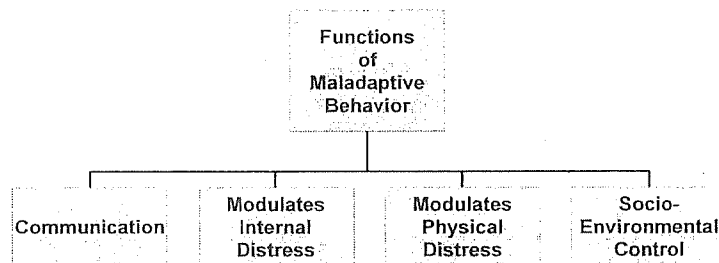 Functions
of
Maladaptive
Behavior
Communication
Modulates
Internal
Distress
Modulates
Physical
Distress
Socio-
Environmental
Control